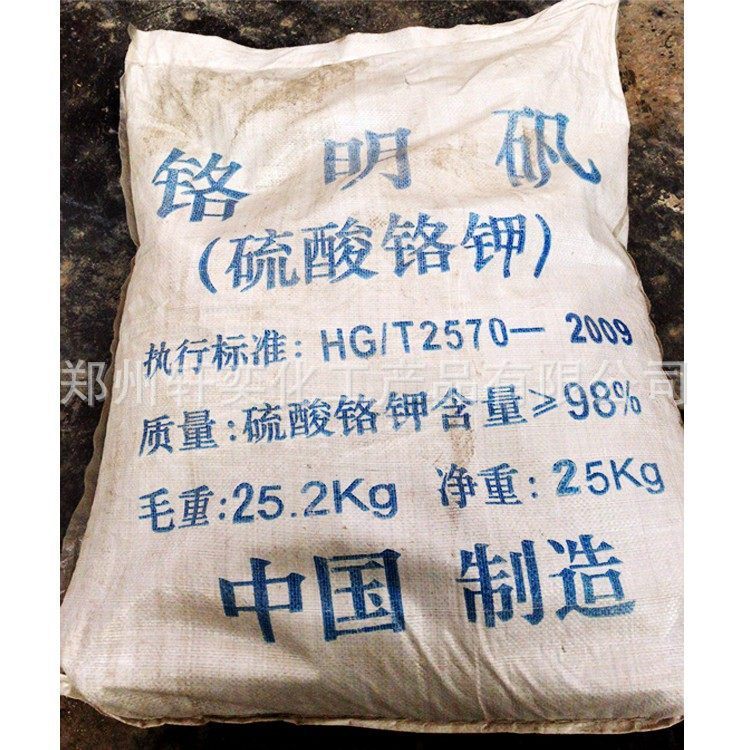 铬明矾
(硫酸铬钾)
执行标准: HG/T2570—2009
郑州轩奕化工产品有限公司
质量:硫酸铬钾含量≥98%
毛重:25.2Kg 净重:25Kg
中国制造